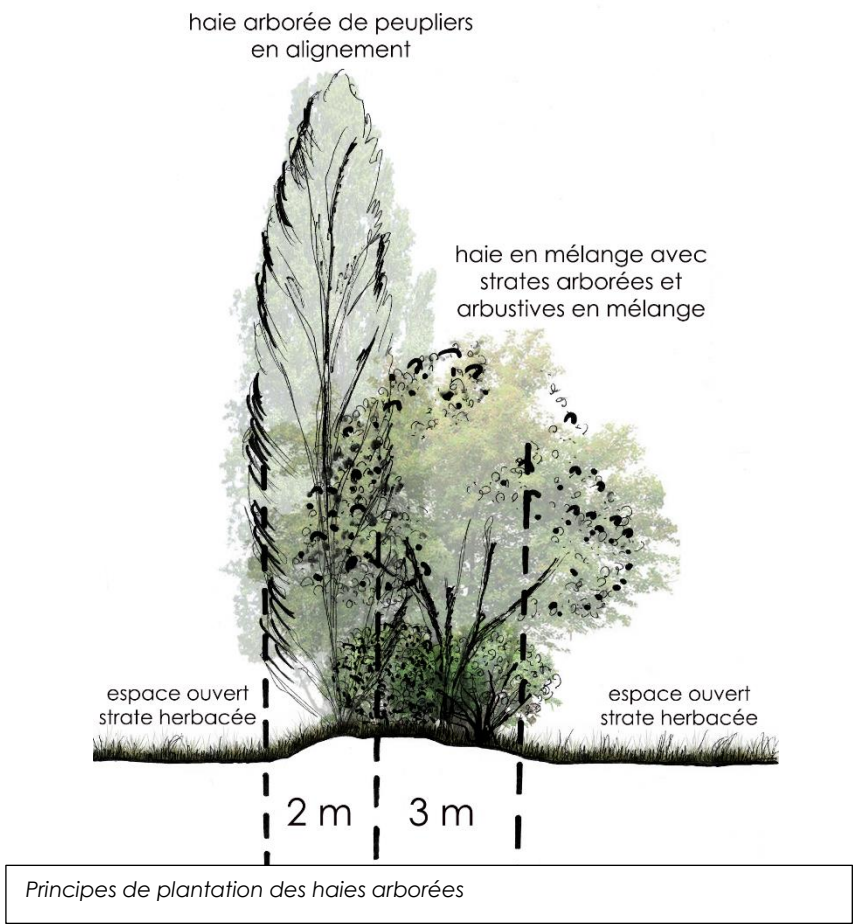 haie arborée de peupliers
en alignement
haie en mélange avec
strates arborées et
arbustives en mélange
espace ouvert
strate herbacée
espace ouvert
strate herbacée
2 m
3 m
Principes de plantation des haies arborées